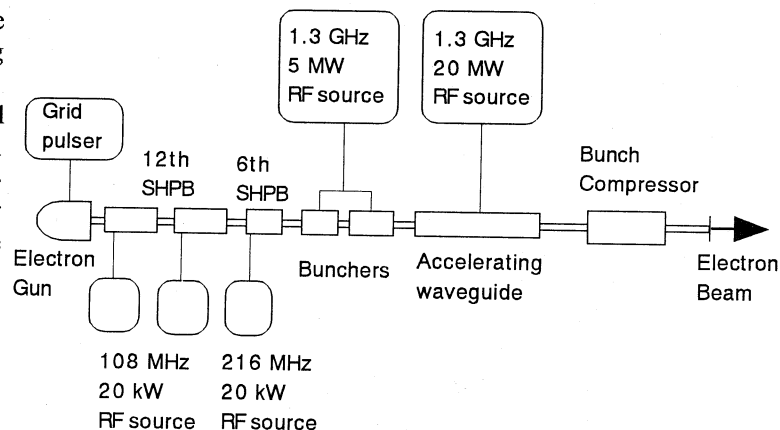 e
g
1.3 GHz
5 MW
RF source
1.3 GHz
20 MW
RF source
Grid
pulser
12th
SHPB
6th
SHPB
Bunch
Compressor
Electron
Gun
Bunchers
Accelerating
waveguide
Electron
Beam
108 MHz
20 kW
RF source
216 MHz
20 kW
RF source